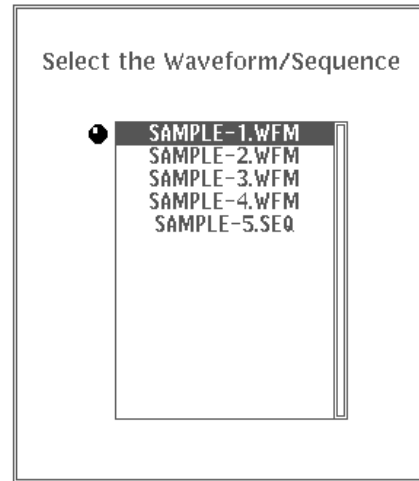 Select the Waveform/Sequence
SAMPLE-1.WFM
SAMPLE-2.WFM
SAMPLE-3.WFM
SAMPLE-4.WFM
SAMPLE-5.SEQ